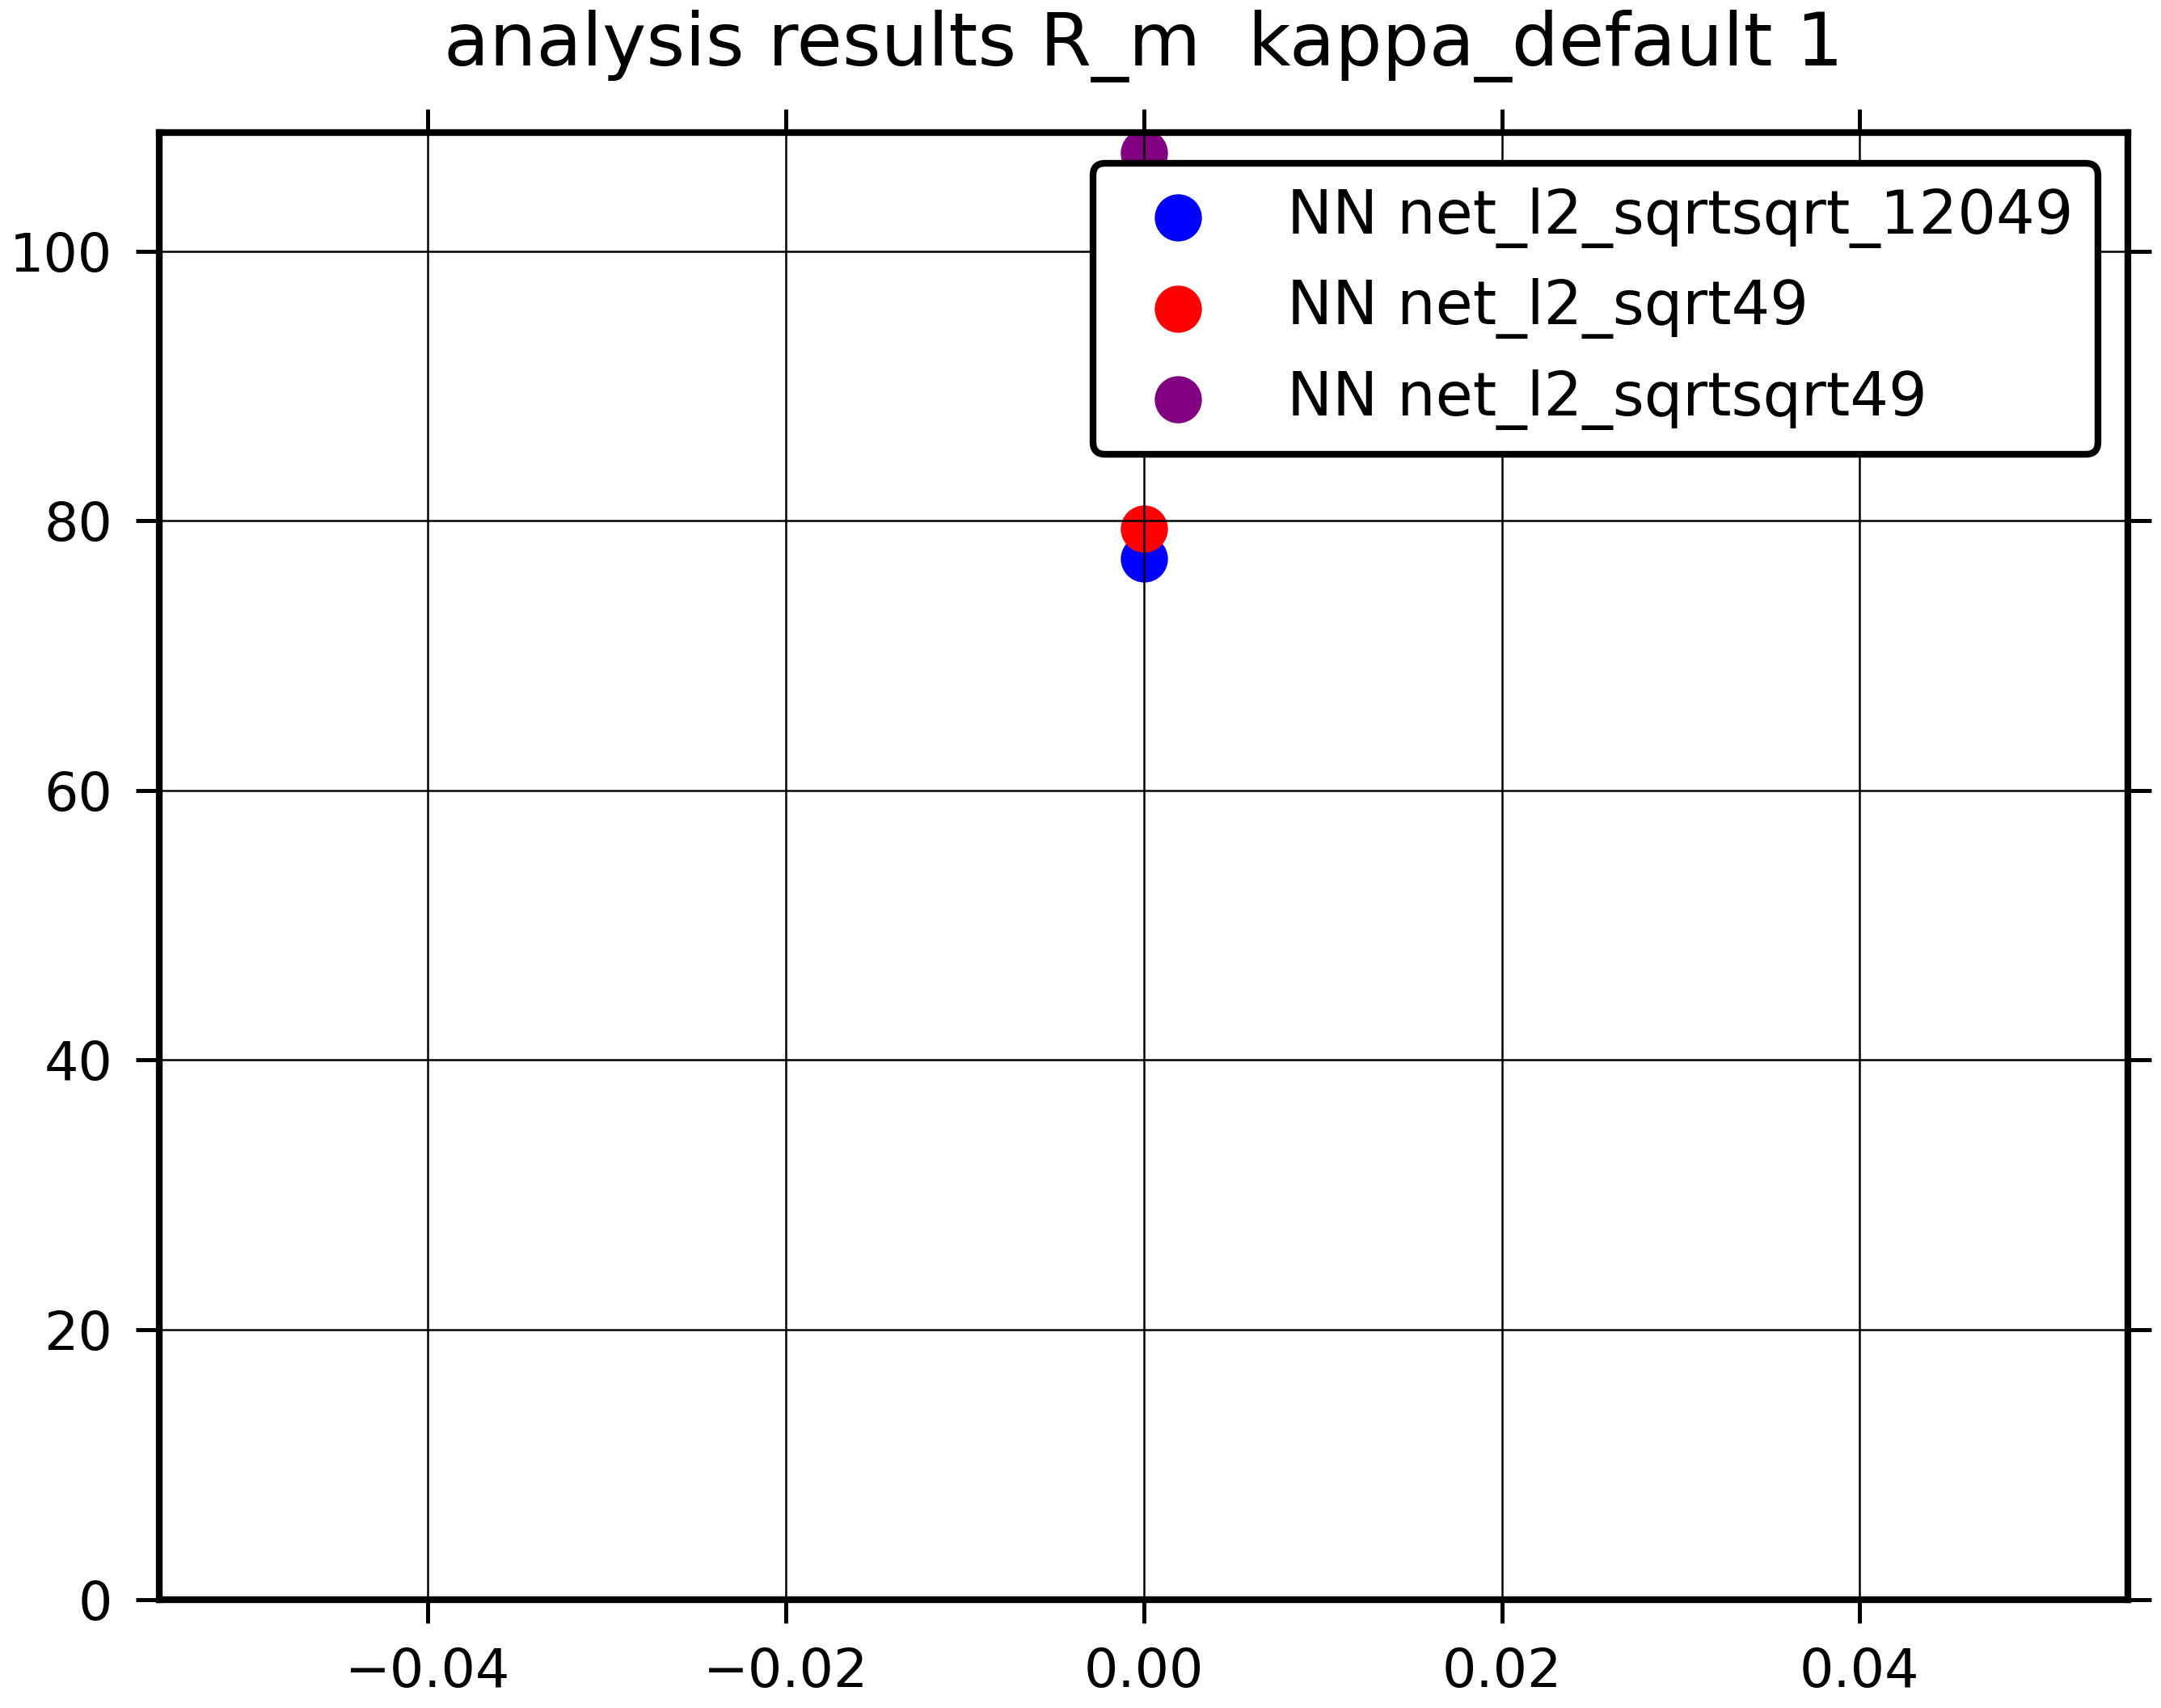 analysis results R_m  kappa_default 1
NN net_l2_sqrtsqrt_12049
NN net_l2_sqrt49
NN net_l2_sqrtsqrt49
100
80
60
40
20
0
−0.04
−0.02
0.00
0.02
0.04